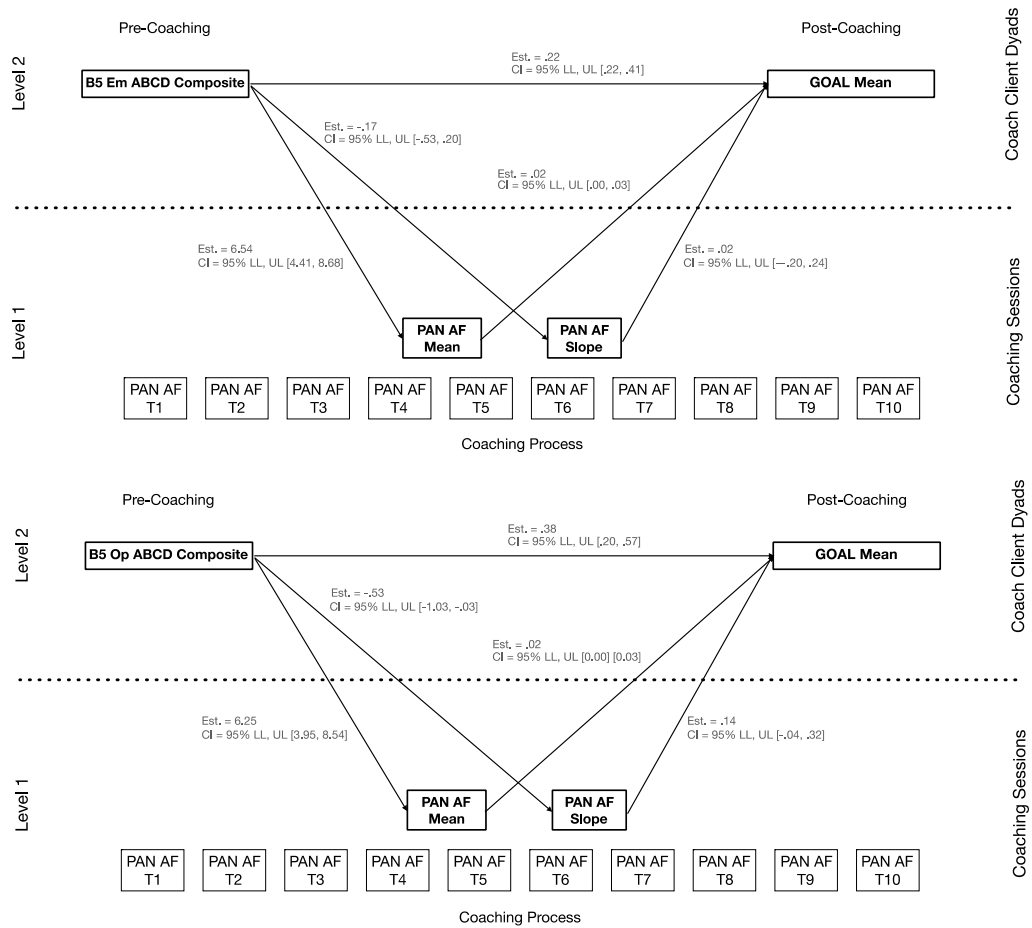 Pre-Coaching
Post-Coaching
Level 2
B5 Em ABCD Composite
Est. = .22
CI = 95% LL, UL [.22, .41]
GOAL Mean
Coach Client Dyads
Est. = -.17
CI = 95% LL, UL [-.53, .20]
Est. = .02
CI = 95% LL, UL [.00, .03]
Est. = 6.54
CI = 95% LL, UL [4.41, 8.68]
Est. = .02
CI = 95% LL, UL [—.20, .24]
Level 1
PAN AF
Mean
PAN AF
Slope
Coaching Sessions
PAN AF
T1
PAN AF
T2
PAN AF
T3
PAN AF
T4
PAN AF
T5
PAN AF
T6
PAN AF
T7
PAN AF
T8
PAN AF
T9
PAN AF
T10
Coaching Process
Pre-Coaching
Post-Coaching
Level 2
B5 Op ABCD Composite
Est. = .38
CI = 95% LL, UL [.20, .57]
GOAL Mean
Coach Client Dyads
Est. = -.53
CI = 95% LL, UL [-1.03, -.03]
Est. = .02
CI = 95% LL, UL [0.00] [0.03]
Est. = 6.25
CI = 95% LL, UL [3.95, 8.54]
Est. = .14
CI = 95% LL, UL [-.04, .32]
Level 1
PAN AF
Mean
PAN AF
Slope
Coaching Sessions
PAN AF
T1
PAN AF
T2
PAN AF
T3
PAN AF
T4
PAN AF
T5
PAN AF
T6
PAN AF
T7
PAN AF
T8
PAN AF
T9
PAN AF
T10
Coaching Process